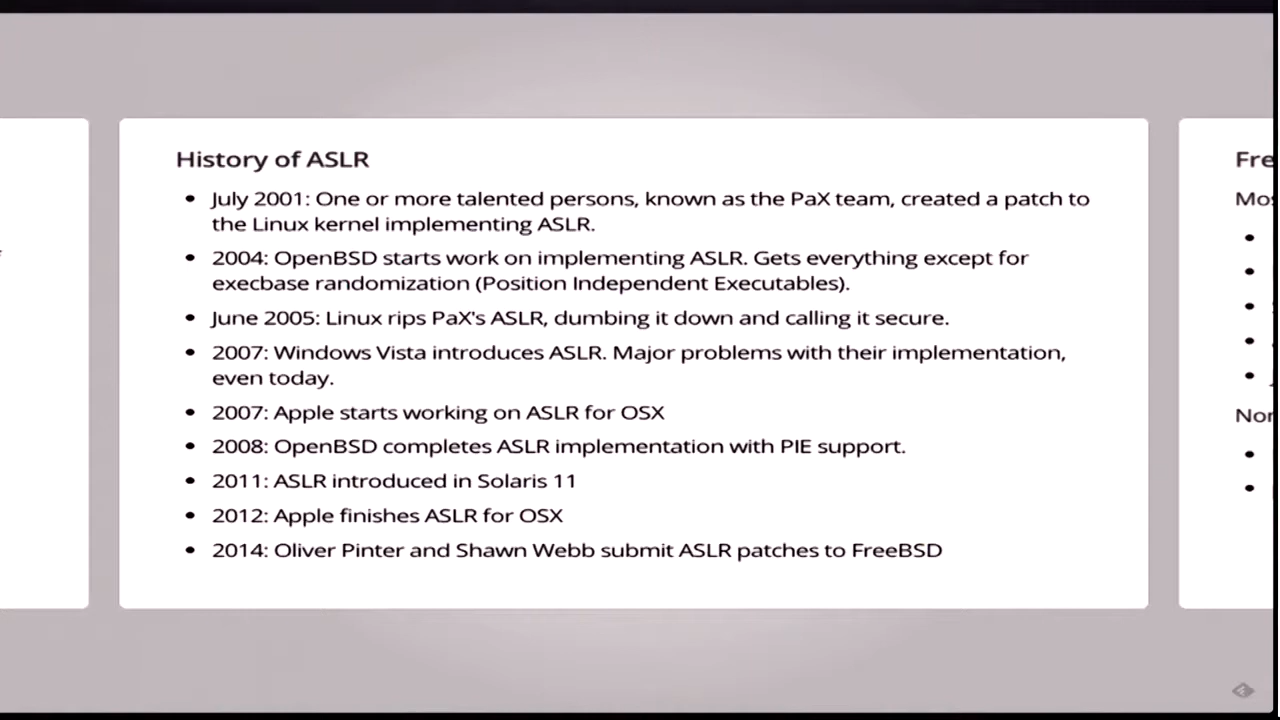 History of ASLR
• July 2001: One or more talented persons, known as the PaX team, created a patch to
the Linux kernel implementing ASLR.
• 2004: OpenBSD starts work on implementing ASLR. Gets everything except for
execbase randomization (Position Independent Executables).
• June 2005: Linux rips PaX's ASLR, dumbing it down and calling it secure.
• 2007: Windows Vista introduces ASLR. Major problems with their implementation,
even today.
• 2007: Apple starts working on ASLR for OSX
• 2008: OpenBSD completes ASLR implementation with PIE support.
• 2011: ASLR introduced in Solaris 11
• 2012: Apple finishes ASLR for OSX
• 2014: Oliver Pinter and Shawn Webb submit ASLR patches to FreeBSD
Fre
Mos
Nor